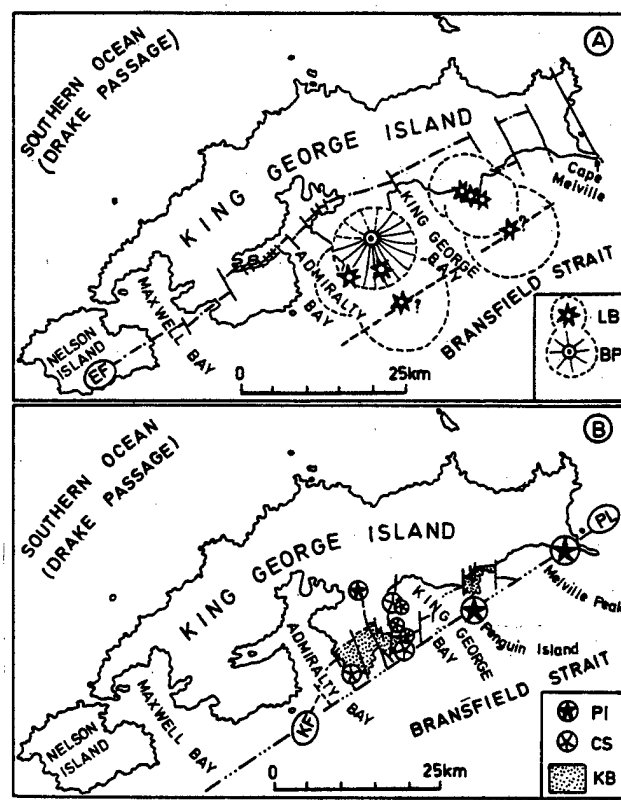 A
SOUTHERN OCEAN
(DRAKE PASSAGE)
KING GEORGE ISLAND
Cape
Melville
KING GEORGE
BAY
ADMIRALTY
BAY
MAXWELL
BAY
NELSON
ISLAND
EF
?
?
BRANSFIELD STRAIT
0 25km
LB
BP
B
SOUTHERN OCEAN
(DRAKE PASSAGE)
KING GEORGE ISLAND
PL
Melville Peak
KING GEORGE
BAY
Penguin Island
ADMIRALTY
BAY
MAXWELL
BAY
NELSON
ISLAND
KF
BRANSFIELD STRAIT
0 25km
PI
CS
KB